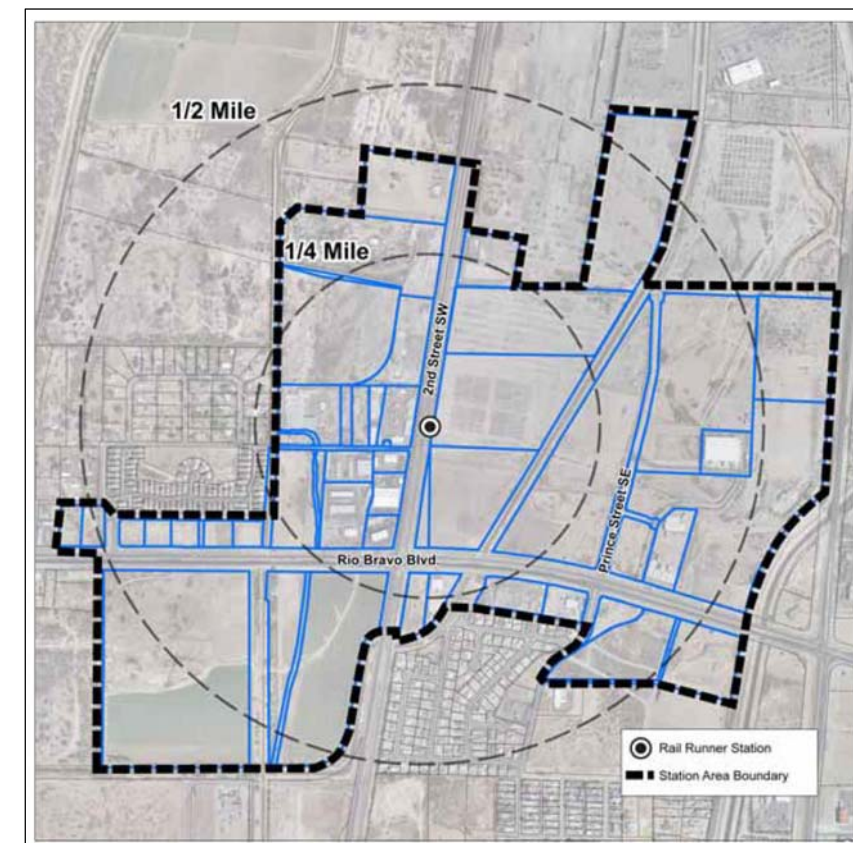 1/2 Mile
1/4 Mile
2nd Street SW
Prince Street SE
Rio Bravo Blvd.
Rail Runner Station
Station Area Boundary